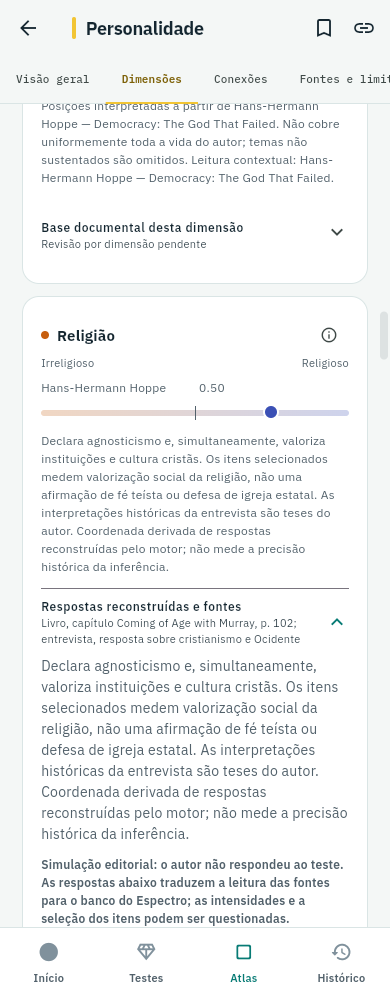 Personalidade
Visão geral
Dimensões
Conexões
Fontes e limit
Posições interpretadas a partir de Hans-Hermann
Hoppe — Democracy: The God That Failed. Não cobre
uniformemente toda a vida do autor; temas não
sustentados são omitidos. Leitura contextual: Hans-
Hermann Hoppe — Democracy: The God That Failed.
Base documental desta dimensão
Revisão por dimensão pendente
Religião
Irreligioso
Religioso
Hans-Hermann Hoppe 0.50
Declara agnosticismo e, simultaneamente, valoriza
instituições e cultura cristãs. Os itens selecionados
medem valorização social da religião, não uma
afirmação de fé teísta ou defesa de igreja estatal. As
interpretações históricas da entrevista são teses do
autor. Coordenada derivada de respostas
reconstruídas pelo motor; não mede a precisão
histórica da inferência.
Respostas reconstruídas e fontes
Livro, capítulo Coming of Age with Murray, p. 102;
entrevista, resposta sobre cristianismo e Ocidente
Declara agnosticismo e, simultaneamente,
valoriza instituições e cultura cristãs. Os itens
selecionados medem valorização social da
religião, não uma afirmação de fé teísta ou
defesa de igreja estatal. As interpretações
históricas da entrevista são teses do autor.
Coordenada derivada de respostas
reconstruídas pelo motor; não mede a precisão
histórica da inferência.
Simulação editorial: o autor não respondeu ao teste.
As respostas abaixo traduzem a leitura das fontes
para o banco do Espectro; as intensidades e a
seleção dos itens podem ser questionadas.
Início
Testes
Atlas
Histórico